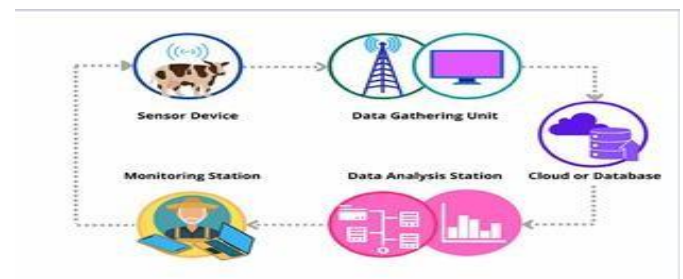 Sensor Device
Data Gathering Unit
Monitoring Station
Data Analysis Station
Cloud or Database